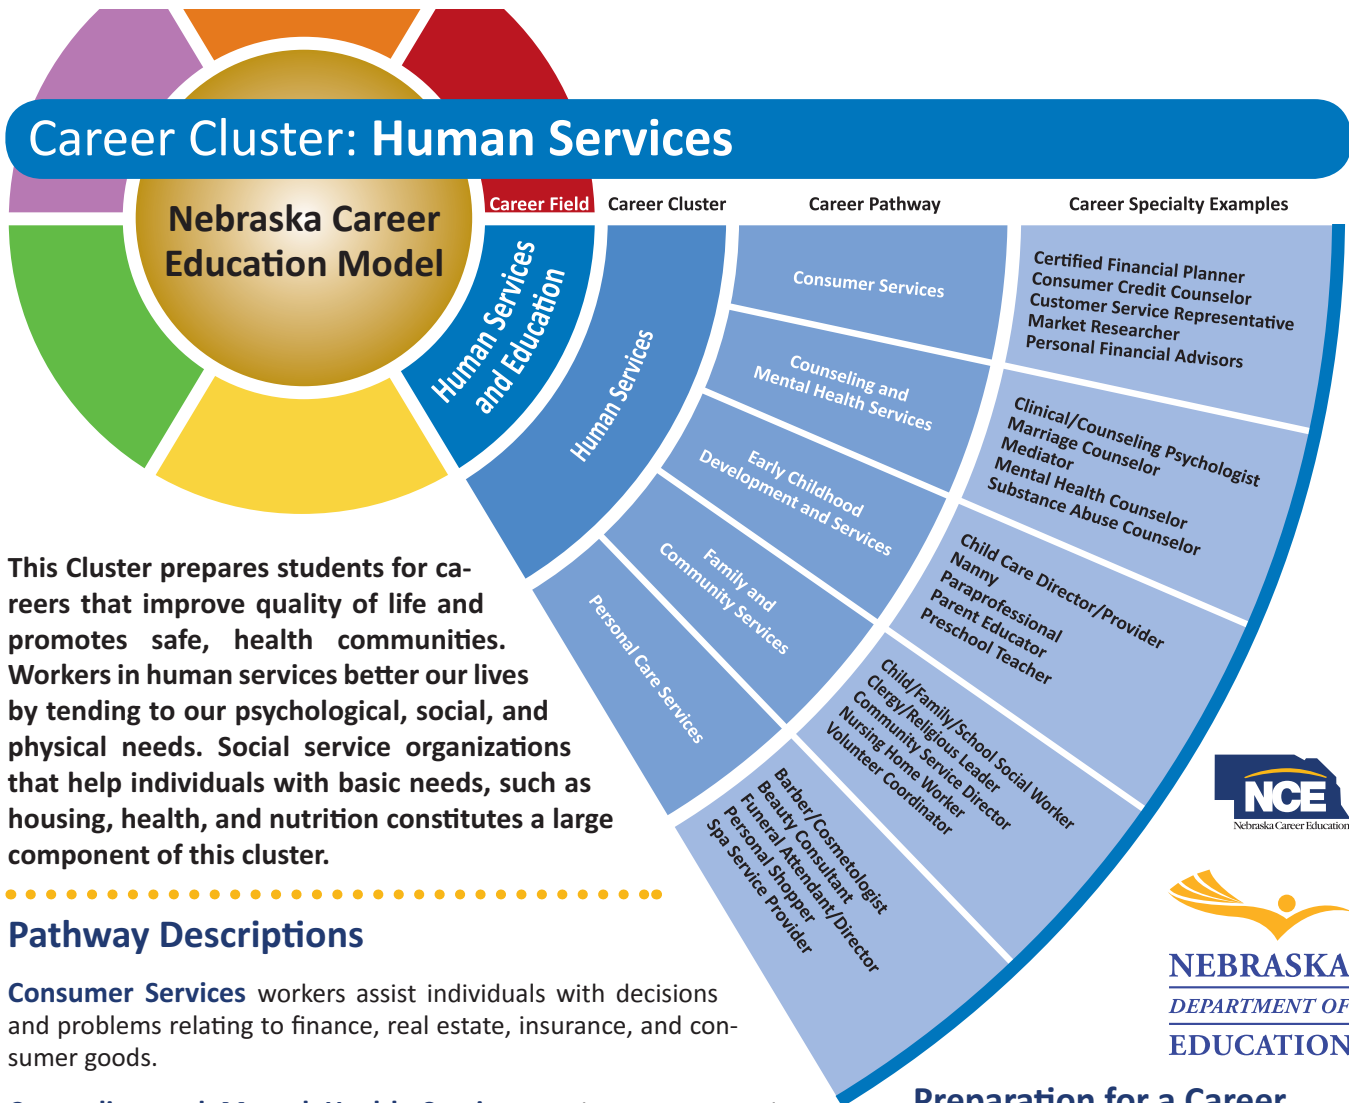 Career Cluster: Human Services
Nebraska Career
Education Model
Career Field
Career Cluster
Career Pathway
Career Specialty Examples
Human Services
and Education
Human Services
Consumer Services
Certified Financial Planner
Consumer Credit Counselor
Customer Service Representative
Market Researcher
Personal Financial Advisors
Counseling and
Mental Health Services
Clinical/Counseling Psychologist
Marriage Counselor
Mediator
Mental Health Counselor
Substance Abuse Counselor
Early Childhood
Development and Services
Child Care Director/Provider
Nanny
Paraprofessional
Parent Educator
Preschool Teacher
Family and
Community Services
Child/Family/School Social Worker
Clergy/Religious Leader
Community Service Director
Nursing Home Worker
Volunteer Coordinator
Personal Care Services
Barber/Cosmetologist
Beauty Consultant
Funeral Attendant/Director
Personal Shopper
Spa Service Provider
This Cluster prepares students for ca-
reers that improve quality of life and
promotes safe, health communities.
Workers in human services better our lives
by tending to our psychological, social, and
physical needs. Social service organizations
that help individuals with basic needs, such as
housing, health, and nutrition constitutes a large
component of this cluster.
NCE
Nebraska Career Education
NEBRASKA
DEPARTMENT OF
EDUCATION
Pathway Descriptions
Consumer Services workers assist individuals with decisions
and problems relating to finance, real estate, insurance, and con-
sumer goods.
Preparation for a Career